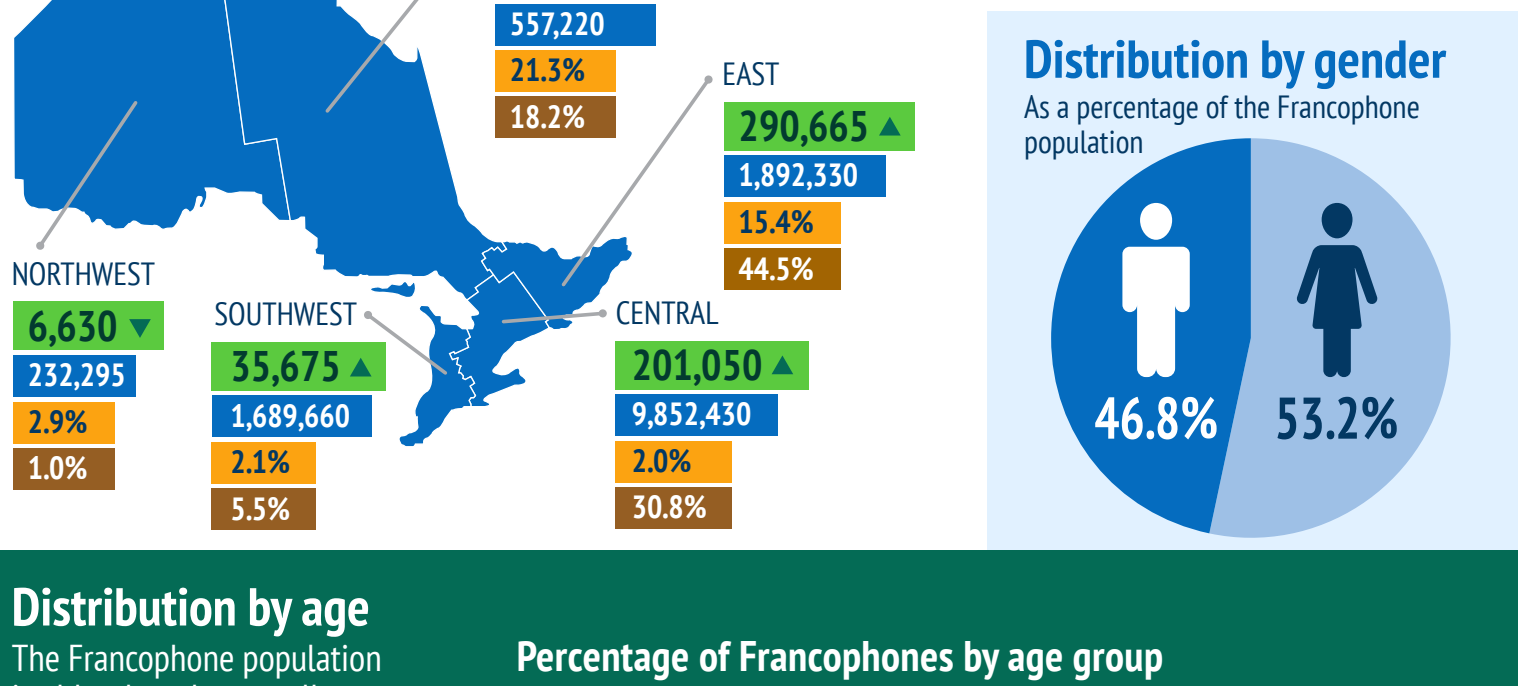 557,220
21.3%
18.2%
EAST
290,665
1,892,330
15.4%
44.5%
NORTHWEST
6,630
232,295
2.9%
1.0%
SOUTHWEST
35,675
1,689,660
2.1%
5.5%
CENTRAL
201,050
9,852,430
2.0%
30.8%
Distribution by gender
As a percentage of the Francophone
population
46.8%
53.2%
Distribution by age
The Francophone population
Percentage of Francophones by age group